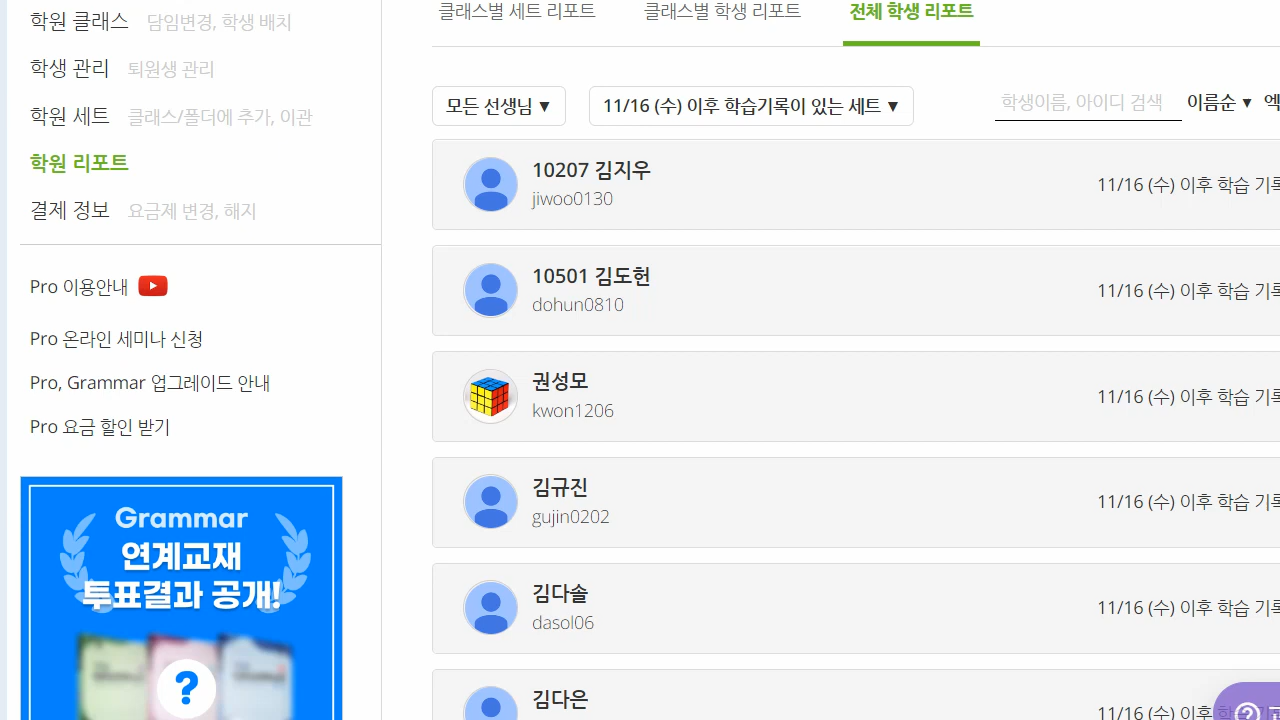 학원 클래스 담임변경, 학생 배치
학생 관리 퇴원생 관리
학원 세트 클래스/폴더에 추가, 이관
학원 리포트
결제 정보 요금제 변경, 해지
Pro 이용안내
Pro 온라인 세미나 신청
Pro, Grammar 업그레이드 안내
Pro 요금 할인 받기
Grammar
연계교재
투표결과 공개!
?
클래스별 세트 리포트 클래스별 학생 리포트 전체 학생 리포트
모든 선생님 ▼ 11/16 (수) 이후 학습기록이 있는 세트 ▼ 학생이름, 아이디 검색 이름순 ▼ 엑
10207 김지우
jiwoo0130
11/16 (수) 이후 학습 기록
10501 김도헌
dohun0810
11/16 (수) 이후 학습 기록
권성모
kwon1206
11/16 (수) 이후 학습 기록
김규진
gujin0202
11/16 (수) 이후 학습 기록
김다솔
dasol06
11/16 (수) 이후 학습 기록
김다은
11/16 (수) 이후 학습 기록